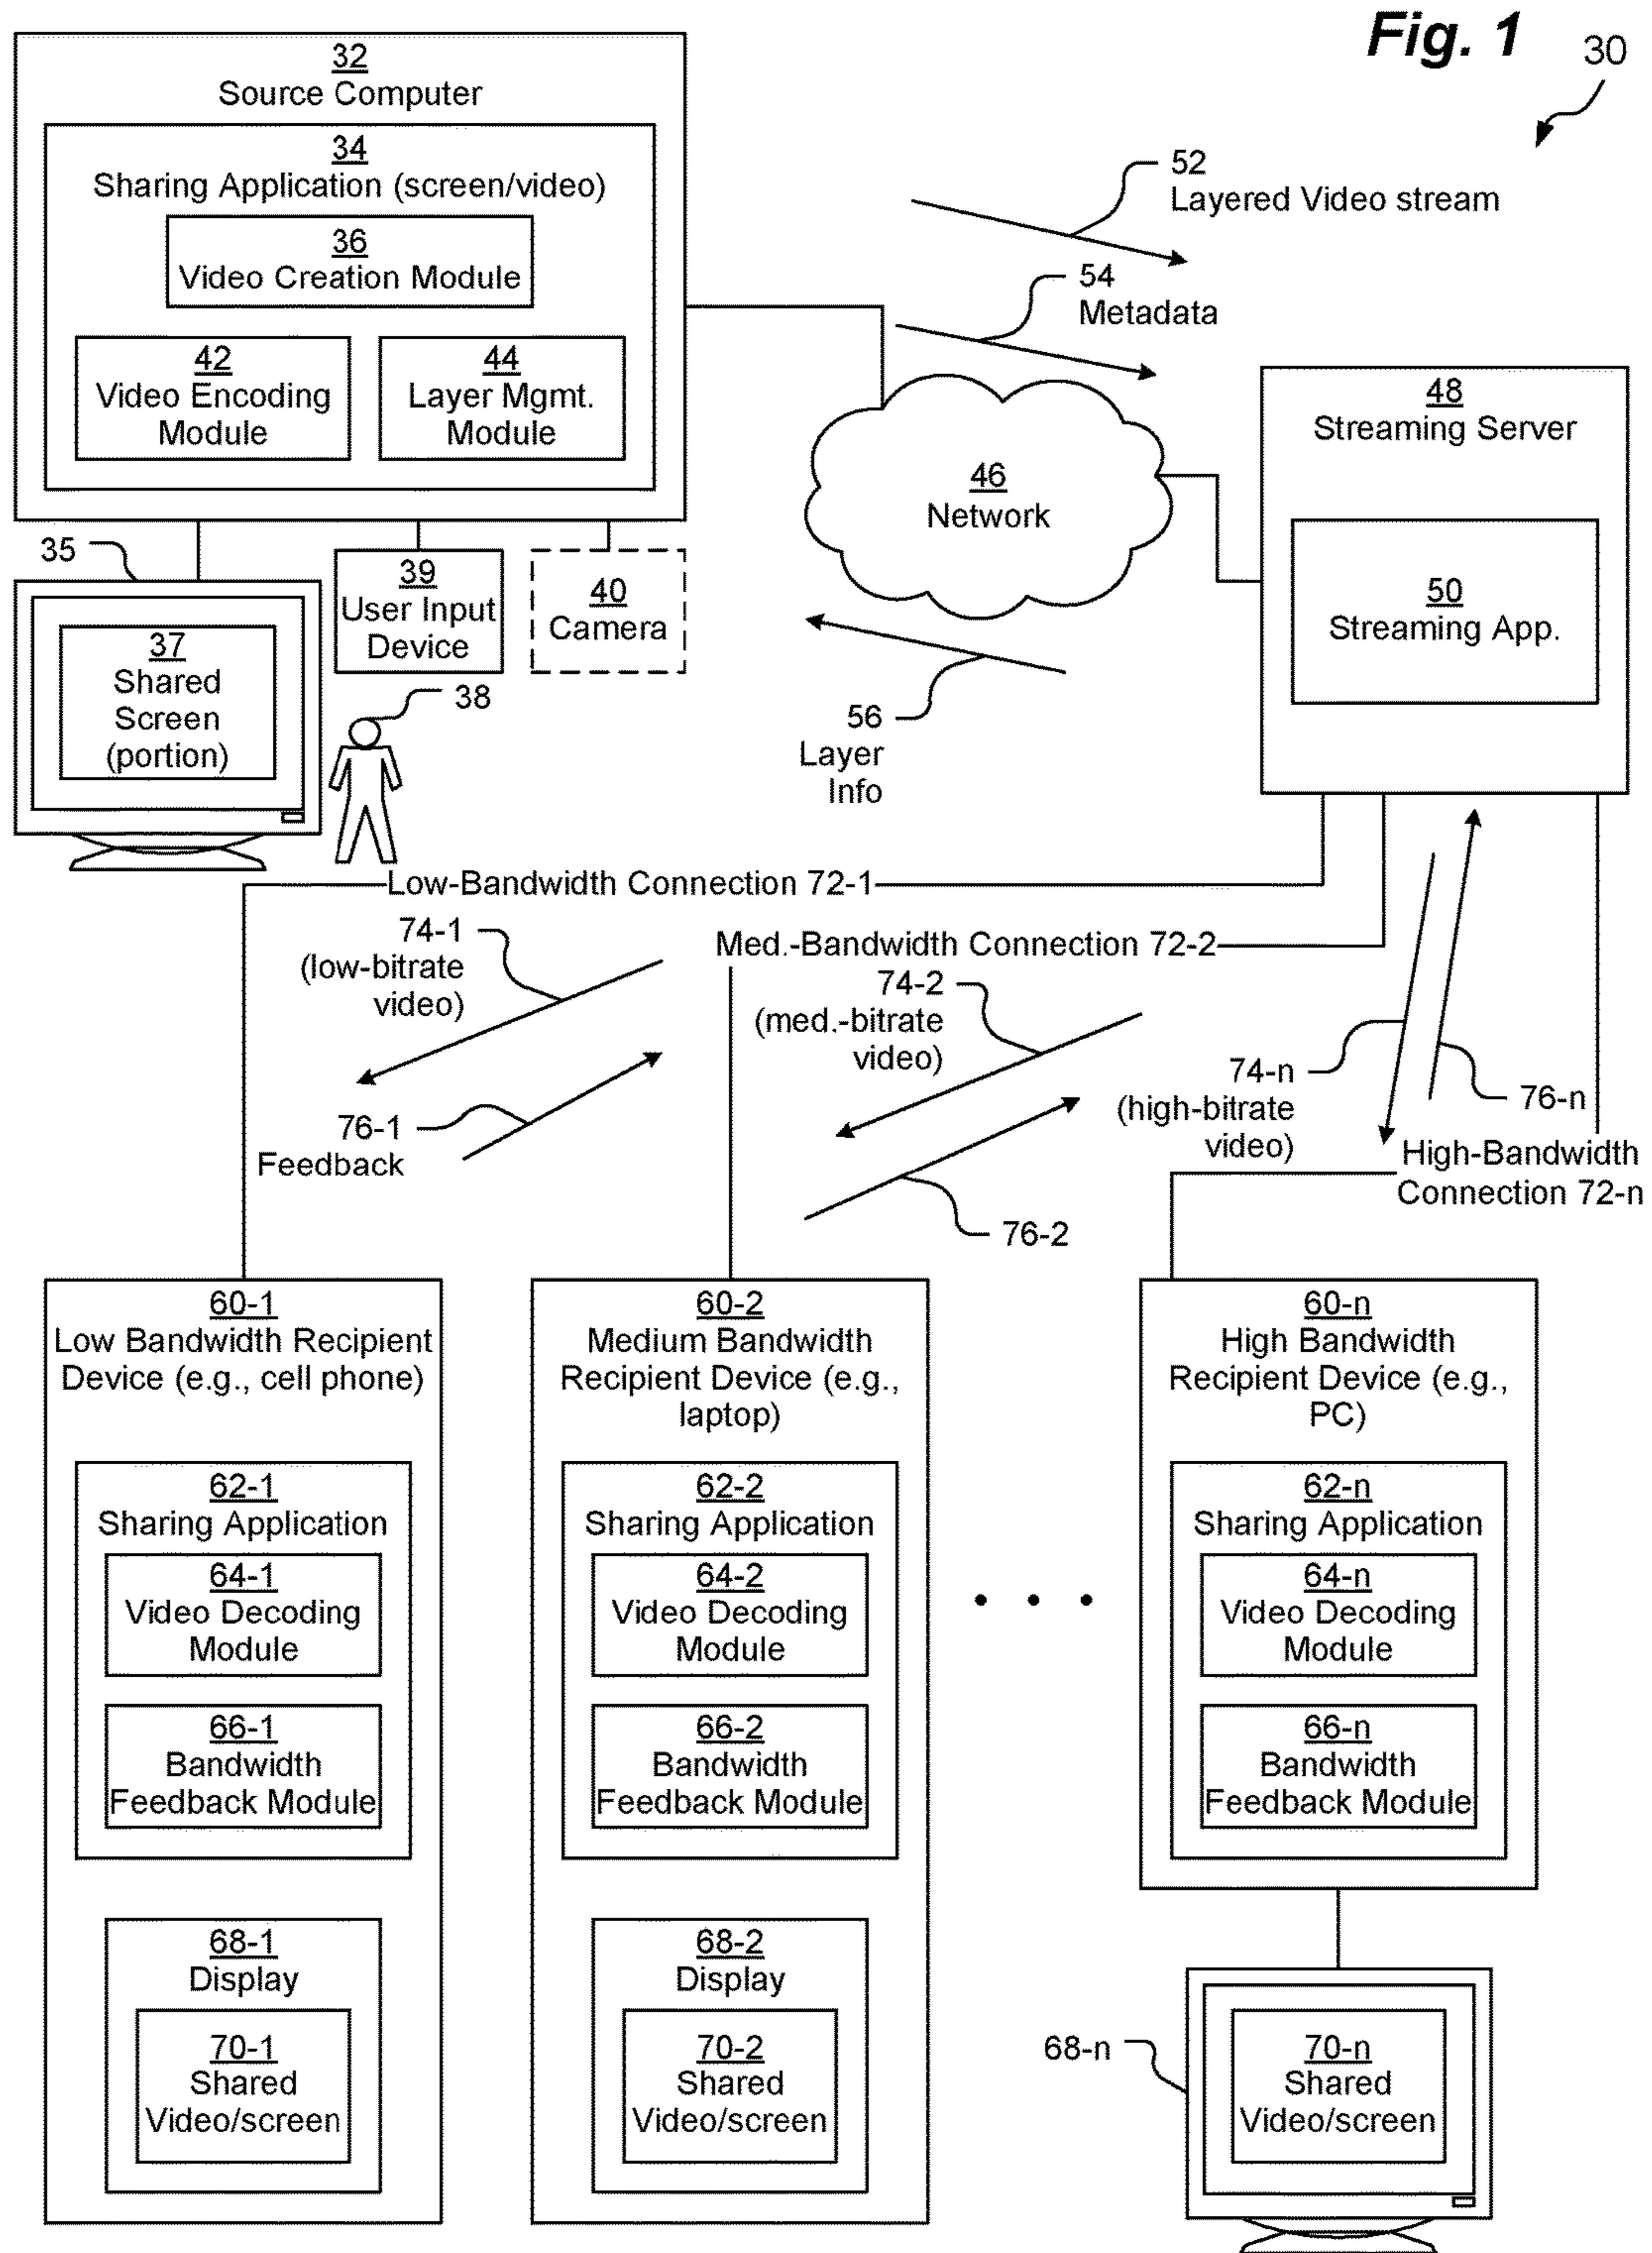 Fig. 1
30
32
Source Computer
34
Sharing Application (screen/video)
36
Video Creation Module
42
Video Encoding
Module
44
Layer Mgmt.
Module
52
Layered Video stream
54
Metadata
46
Network
48
Streaming Server
50
Streaming App.
56
Layer
Info
35
37
Shared
Screen
(portion)
39
User Input
Device
40
Camera
38
Low-Bandwidth Connection 72-1
74-1
(low-bitrate
video)
76-1
Feedback
Med.-Bandwidth Connection 72-2
74-2
(med.-bitrate
video)
76-2
74-n
(high-bitrate
video)
76-n
High-Bandwidth
Connection 72-n
60-1
Low Bandwidth Recipient
Device (e.g., cell phone)
62-1
Sharing Application
64-1
Video Decoding
Module
66-1
Bandwidth
Feedback Module
68-1
Display
70-1
Shared
Video/screen
60-2
Medium Bandwidth
Recipient Device (e.g.,
laptop)
62-2
Sharing Application
64-2
Video Decoding
Module
66-2
Bandwidth
Feedback Module
68-2
Display
70-2
Shared
Video/screen
60-n
High Bandwidth
Recipient Device (e.g.,
PC)
62-n
Sharing Application
64-n
Video Decoding
Module
66-n
Bandwidth
Feedback Module
68-n
70-n
Shared
Video/screen